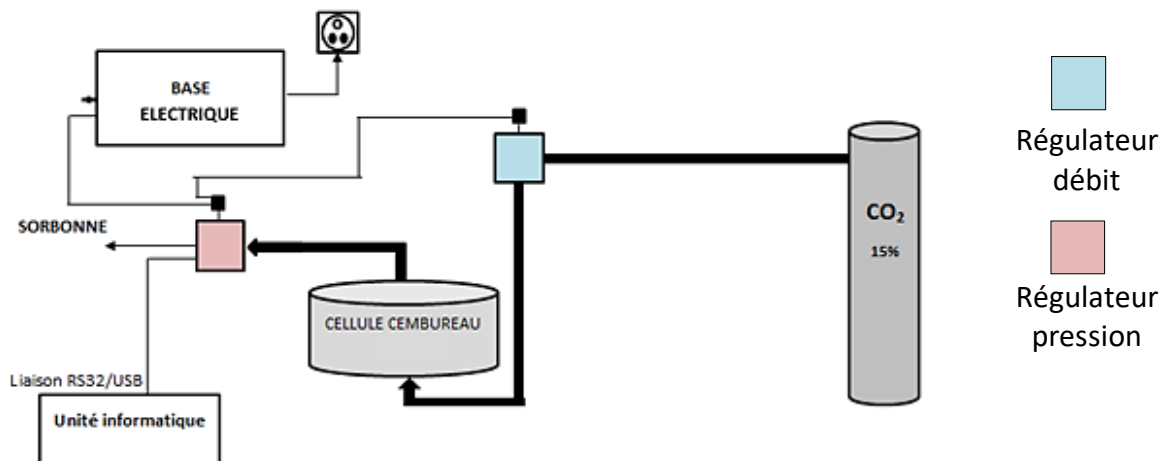 BASE
ELECTRIQUE
Régulateur
débit
CO₂
15%
SORBONNE
Régulateur
pression
CELLULE CEMBUREAU
Liaison RS32/USB
Unité informatique